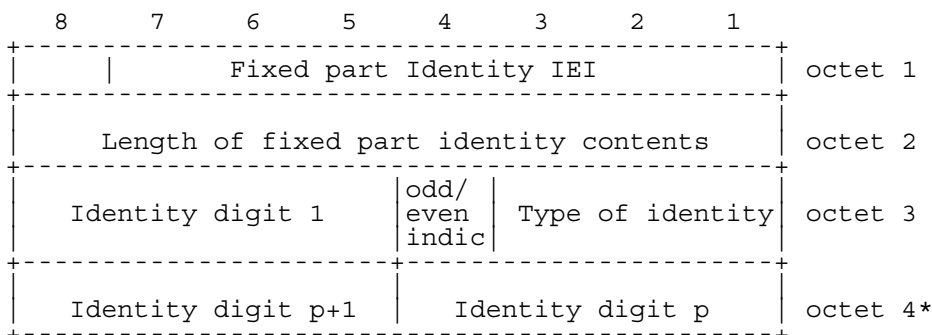 8 7 6 5 4 3 2 1
Fixed part Identity IEI octet 1
Length of fixed part identity contents octet 2
odd/
Identity digit 1 even Type of identity octet 3
indic
Identity digit p+1 Identity digit p octet 4*